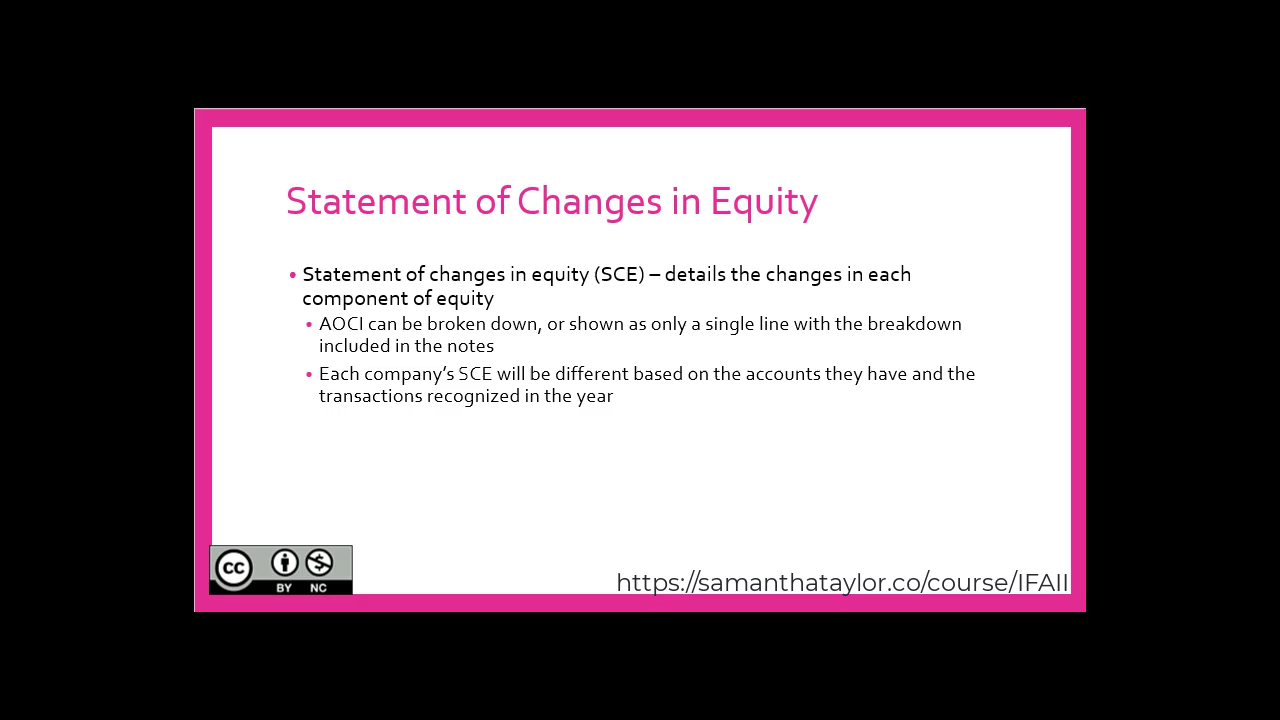 Statement of Changes in Equity
• Statement of changes in equity (SCE) – details the changes in each
component of equity
• AOCI can be broken down, or shown as only a single line with the breakdown
included in the notes
• Each company’s SCE will be different based on the accounts they have and the
transactions recognized in the year
cc
BY NC
https://samanthataylor.co/course/IFAII